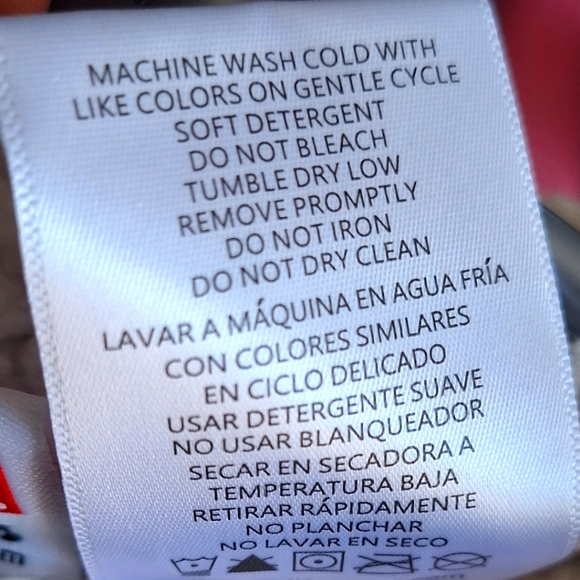 MACHINE WASH COLD WITH
LIKE COLORS ON GENTLE CYCLE
SOFT DETERGENT
DO NOT BLEACH
TUMBLE DRY LOW
REMOVE PROMPTLY
DO NOT IRON
DO NOT DRY CLEAN
LAVAR A MÁQUINA EN AGUA FRÍA
CON COLORES SIMILARES
EN CICLO DELICADO
USAR DETERGENTE SUAVE
NO USAR BLANQUEADOR
SECAR EN SECADORA A
TEMPERATURA BAJA
RETIRAR RÁPIDAMENTE
NO PLANCHAR
NO LAVAR EN SECO